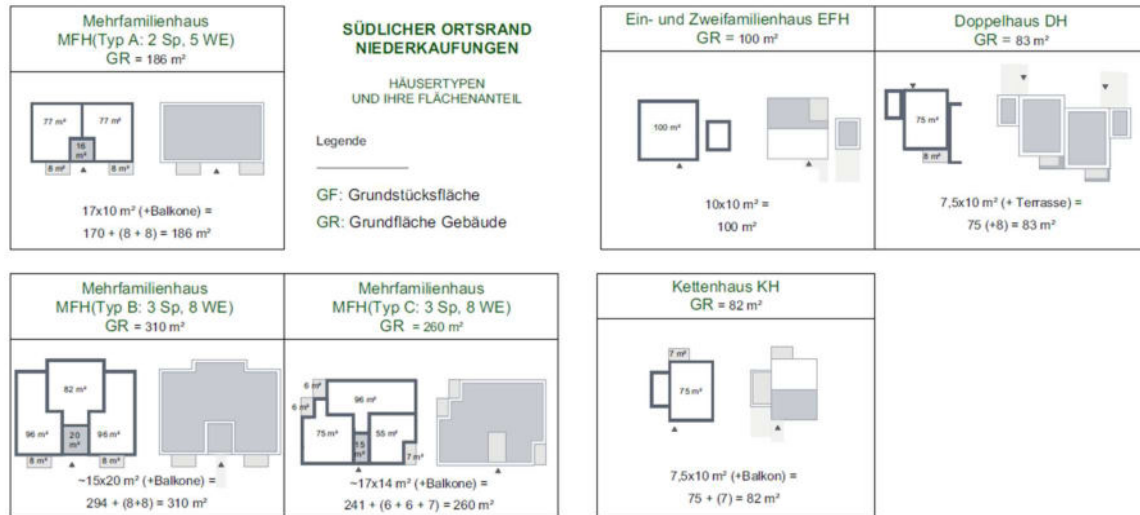 Mehrfamilienhaus
MFH(Typ A: 2 Sp, 5 WE)
GR = 186 m²
77 m²
77 m²
16
m²
8 m²
8 m²
17x10 m² (+Balkone) =
170 + (8 + 8) = 186 m²
SÜDLICHER ORTSRAND
NIEDERKAUFUNGEN
HÄUSERTYPEN
UND IHRE FLÄCHENANTEIL
Legende
GF: Grundstücksfläche
GR: Grundfläche Gebäude
Ein- und Zweifamilienhaus EFH
GR = 100 m²
100 m²
10x10 m² =
100 m²
Doppelhaus DH
GR = 83 m²
75 m²
8 m²
7,5x10 m² (+ Terrasse) =
75 (+8) = 83 m²
Mehrfamilienhaus
MFH(Typ B: 3 Sp, 8 WE)
GR = 310 m²
82 m²
96 m²
20
m²
96 m²
8 m²
8 m²
~15x20 m² (+Balkone) =
294 + (8+8) = 310 m²
Mehrfamilienhaus
MFH(Typ C: 3 Sp, 8 WE)
GR = 260 m²
6 m²
6 m²
96 m²
75 m²
15
m²
55 m²
7 m²
~17x14 m² (+Balkone) =
241 + (6 + 6 + 7) = 260 m²
Kettenhaus KH
GR = 82 m²
7 m²
75 m²
7,5x10 m² (+Balkon) =
75 + (7) = 82 m²